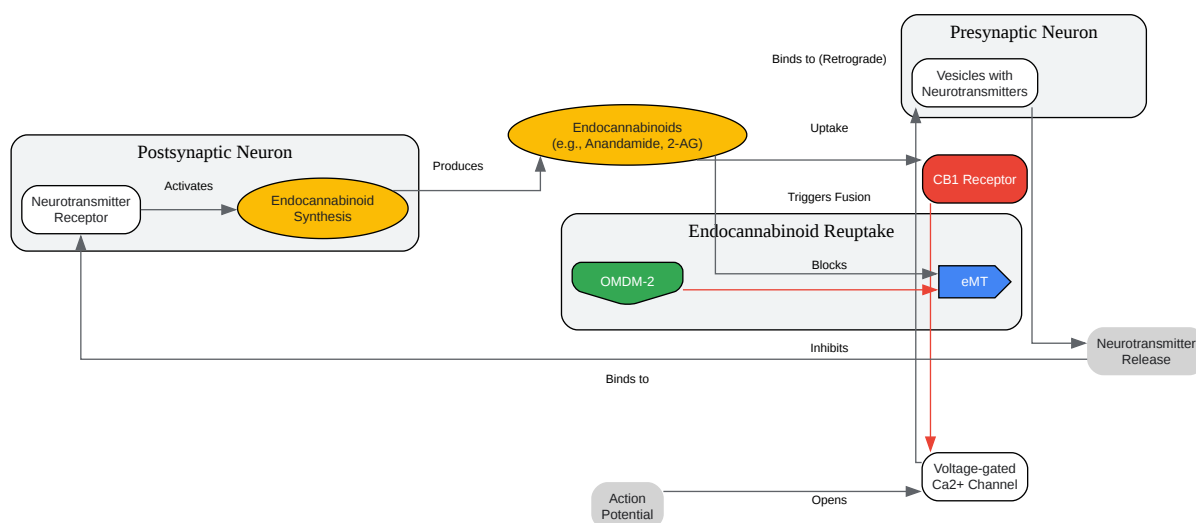 Presynaptic Neuron
Binds to (Retrograde)
Vesicles with
Neurotransmitters
Endocannabinoids
(e.g., Anandamide, 2-AG)
Uptake
Postsynaptic Neuron
Produces
CB1 Receptor
Activates
Neurotransmitter
Receptor
Endocannabinoid
Synthesis
Triggers Fusion
Endocannabinoid Reuptake
Blocks
OMDM-2
eMT
Inhibits
Neurotransmitter
Release
Binds to
Voltage-gated
Ca2+ Channel
Action
Potential
Opens